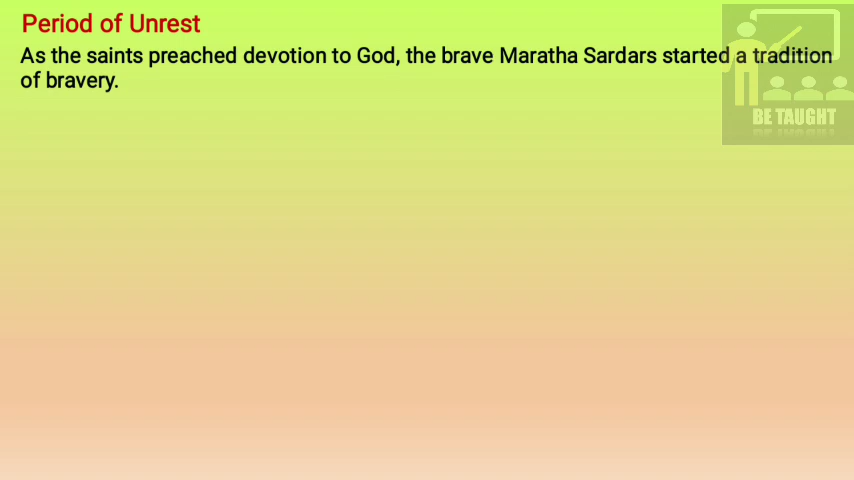 Period of Unrest
As the saints preached devotion to God, the brave Maratha Sardars started a tradition
of bravery.
BE TAUGHT